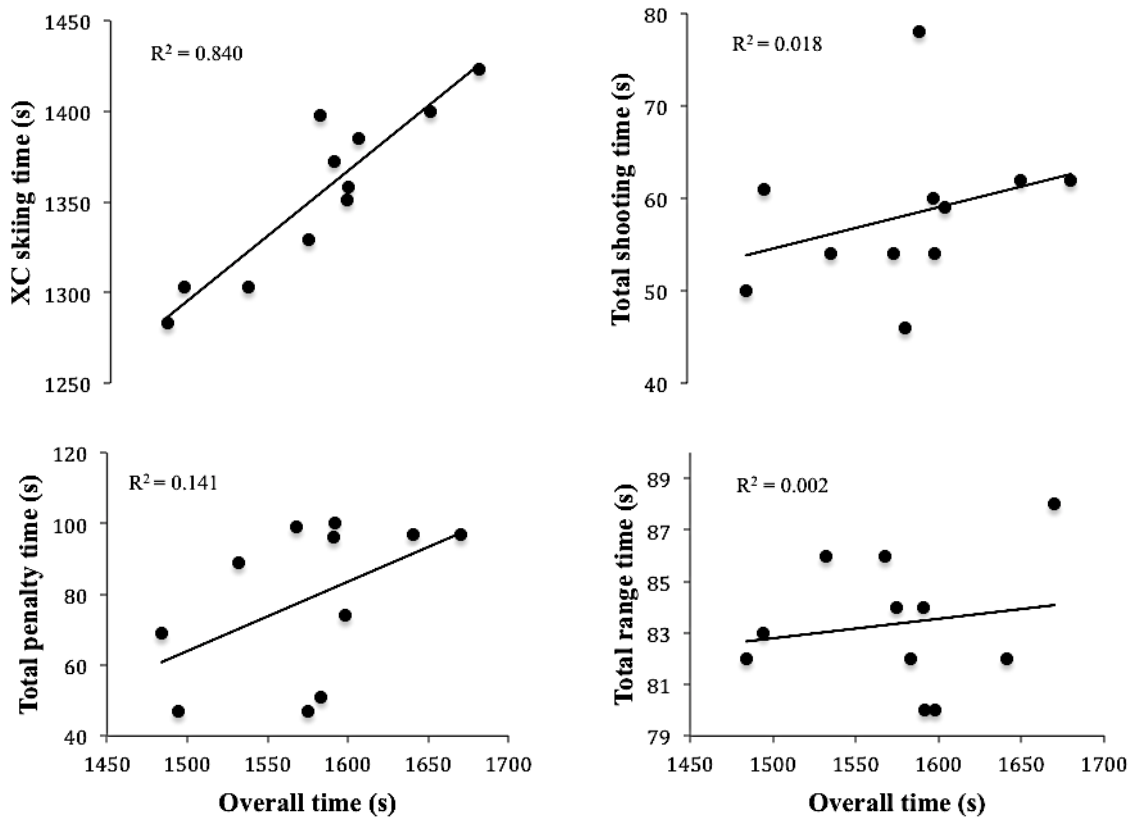 XC skiing time (s)
1450
1400
1350
1300
1250
R² = 0.840
Total shooting time (s)
80
70
60
50
40
R² = 0.018
Total penalty time (s)
120
100
80
60
40
R² = 0.141
1450 1500 1550 1600 1650 1700
Overall time (s)
Total range time (s)
89
87
85
83
81
79
R² = 0.002
1450 1500 1550 1600 1650 1700
Overall time (s)